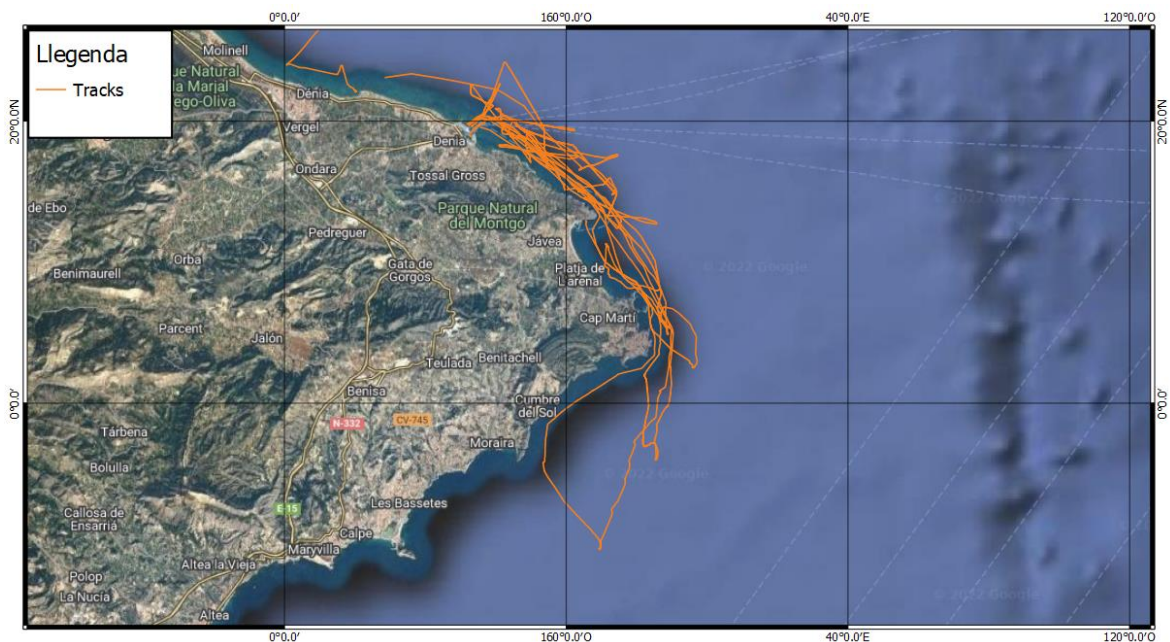 0°0.0'
160°0.0'O
40°0.0'E
120°0.0'O
Llegenda
Tracks
Molinell
ue Natural
la Marjal
ego-Oliva
Dénia
Vergel
Denia
Ondara
Tossal Gross
de Ebo
Parque Natural
del Montgó
Pedreguer
Jávea
Orba
Gata de
Gorgos
Platja de
L'arenal
Benimaurell
© 2022 Google
© 2022 Google
Parcent
Cap Martí
Jalón
Teulada
Benitachell
Benisa
Cumbre
del Sol
CV-745
N-332
Tárbena
Moraira
Bolulla
© 2022 Google
Les Bassetes
Callosa de
Ensarriá
E-15
Calpe
Maryvilla
Altea la Vieja
Polop
La Nucía
© 2022 Google
Altea
20°0.0'N
20°0.0'N
0°0.0'
0°0.0'
0°0.0'
160°0.0'O
40°0.0'E
120°0.0'O